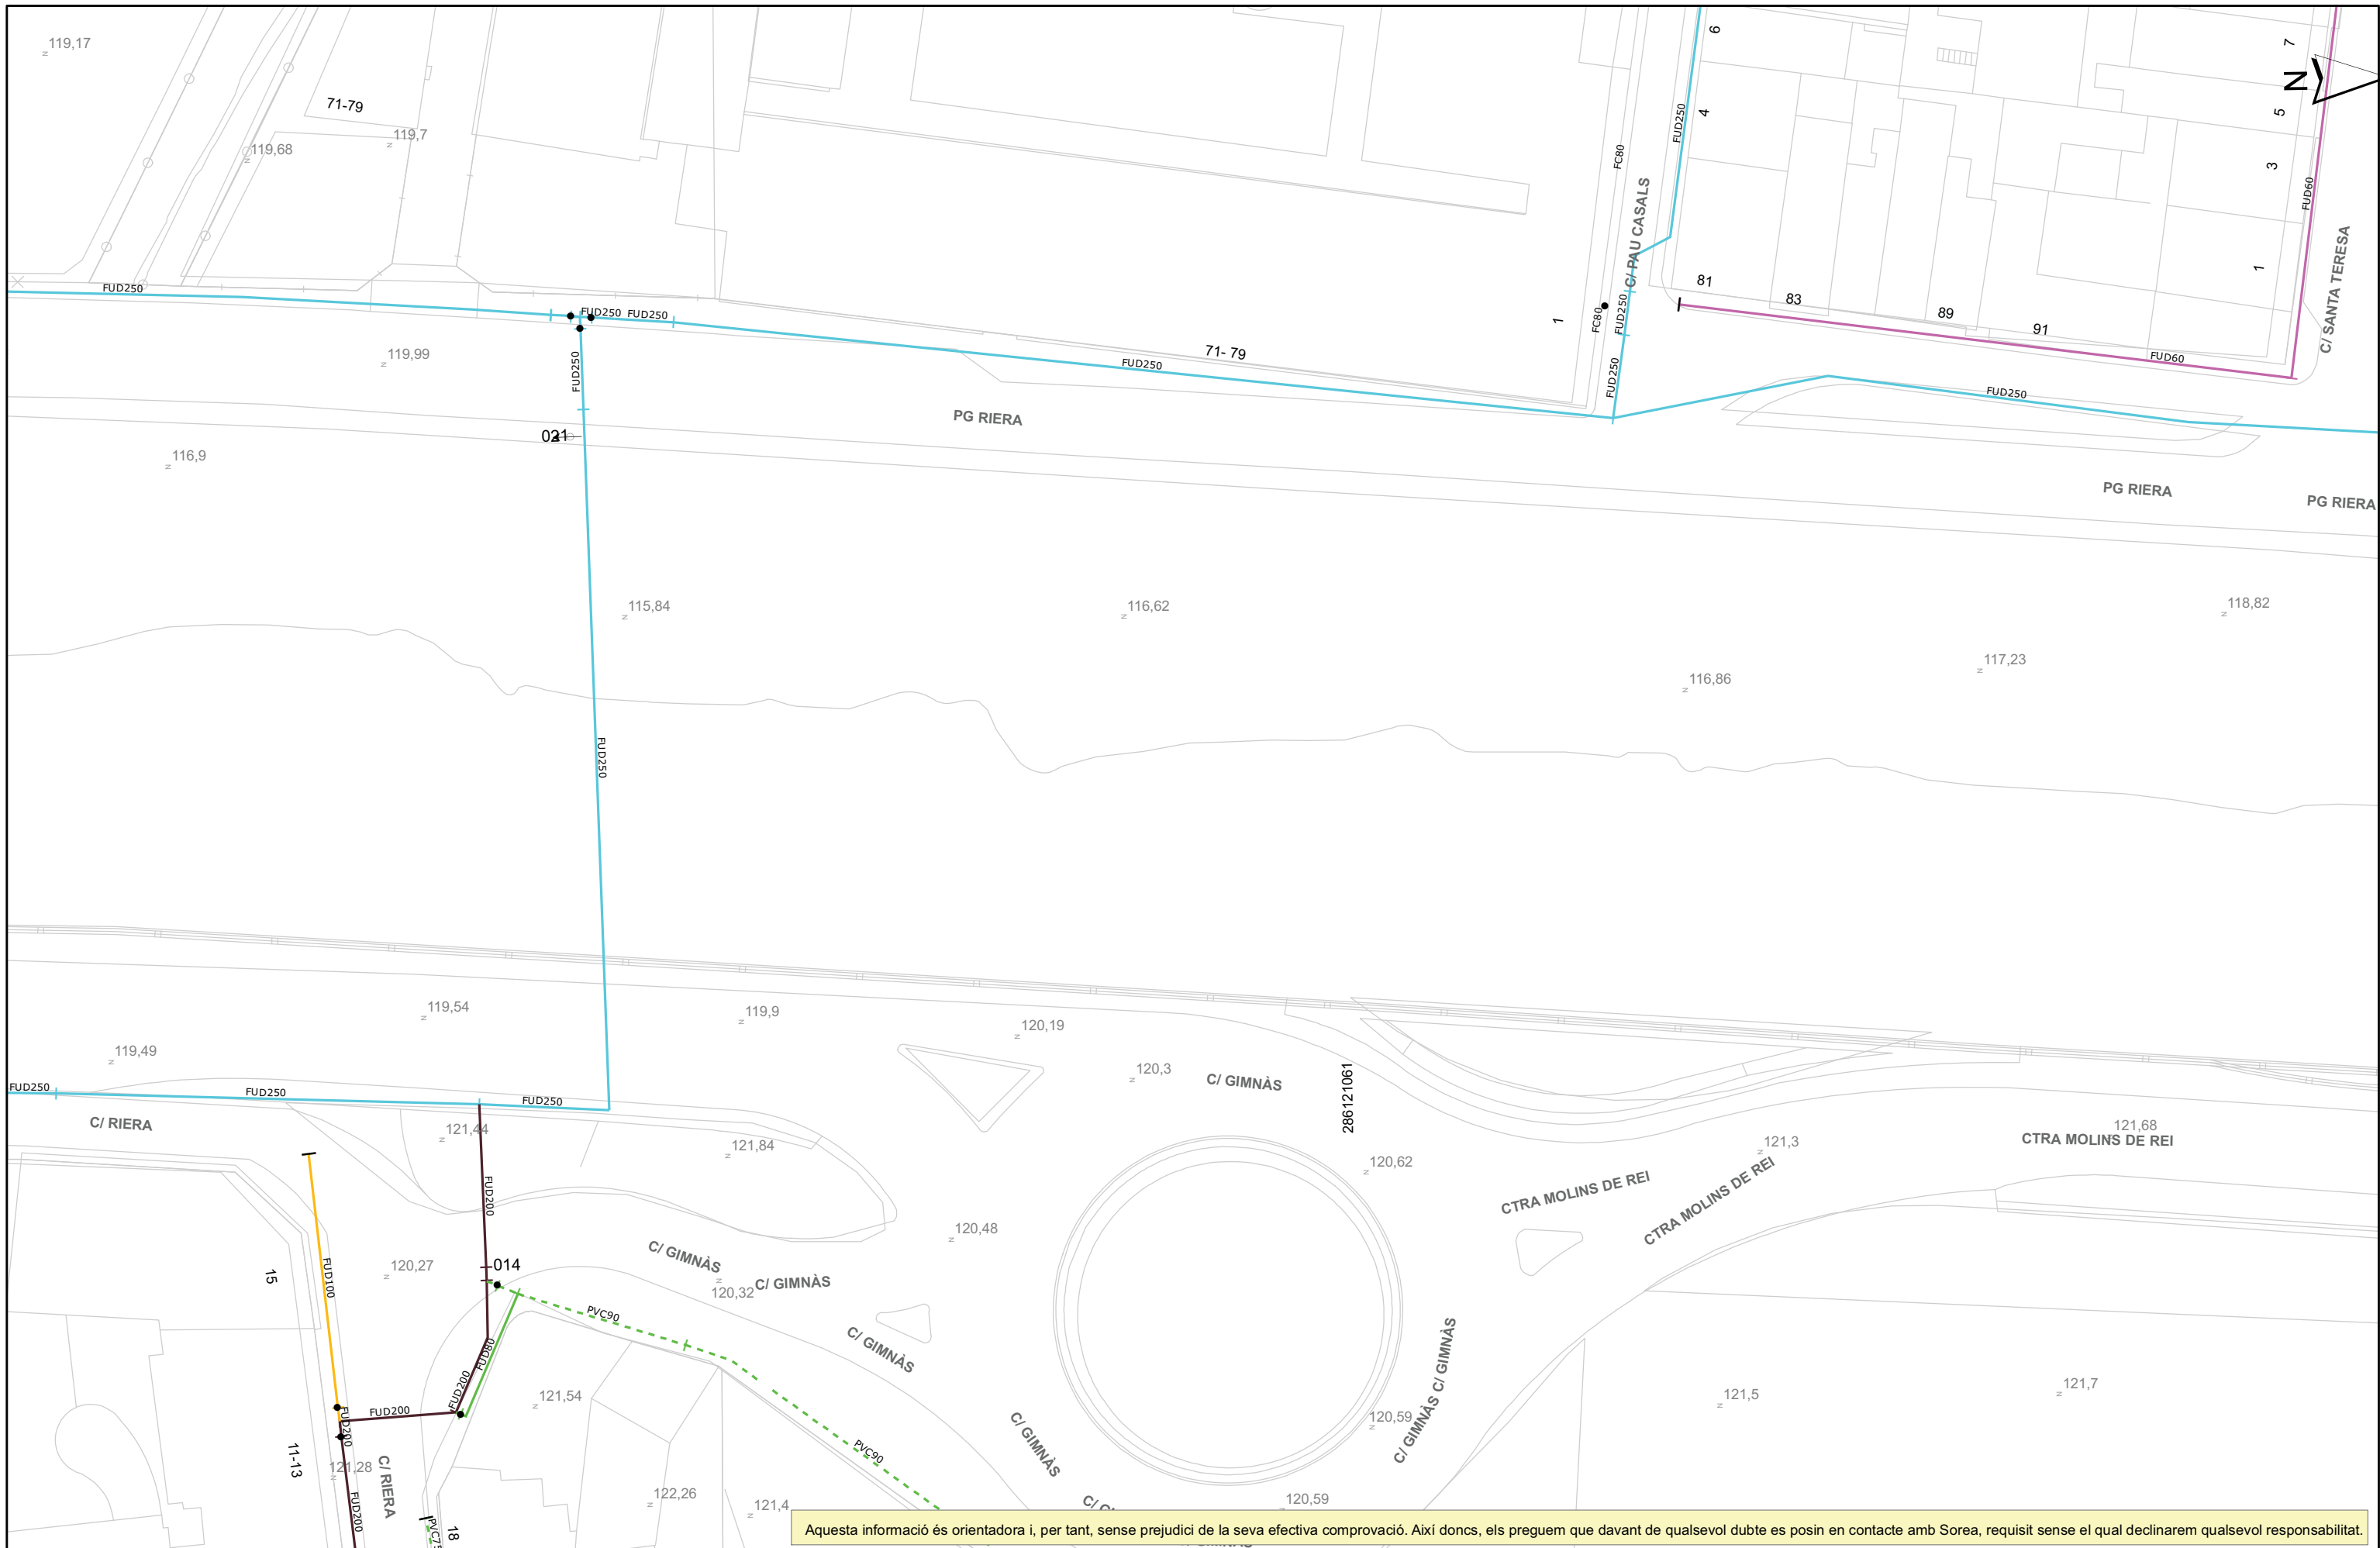 119,17
71-79
119,7
119,68
6
4
FUD250
FC80
C/ PAU CASALS
7
N
5
3
1
FUD60
C/ SANTA TERESA
FUD250
FUD250
FUD250
FUD250
119,99
71- 79
FUD250
1
FC80
FUD250
FUD250
81
83
89
91
FUD60
FUD250
PG RIERA
021
116,9
PG RIERA
PG RIERA
115,84
116,62
118,82
117,23
116,86
FUD250
119,54
119,9
120,19
119,49
120,3
C/ GIMNÀS
286121061
FUD250
FUD250
FUD250
C/ RIERA
121,44
121,84
120,62
121,3
121,68
CTRA MOLINS DE REI
CTRA MOLINS DE REI
CTRA MOLINS DE REI
FUD200
120,48
C/ GIMNÀS
C/ GIMNÀS
120,32
15
FUD100
120,27
014
PVC90
C/ GIMNÀS
FUD80
FUD200
FUD200
FUD200
121,54
C/ GIMNÀS
C/ GIMNÀS
C/ GIMNÀS
120,59
121,5
121,7
PVC90
11-13
121,28
C/ RIERA
FUD200
18
122,26
121,4
120,59
Aquesta informació és orientadora i, per tant, sense prejudici de la seva efectiva comprovació. Així doncs, els preguem que davant de qualsevol dubte es posin en contacte amb Sorea, requisit sense el qual declinarem qualsevol responsabilitat.